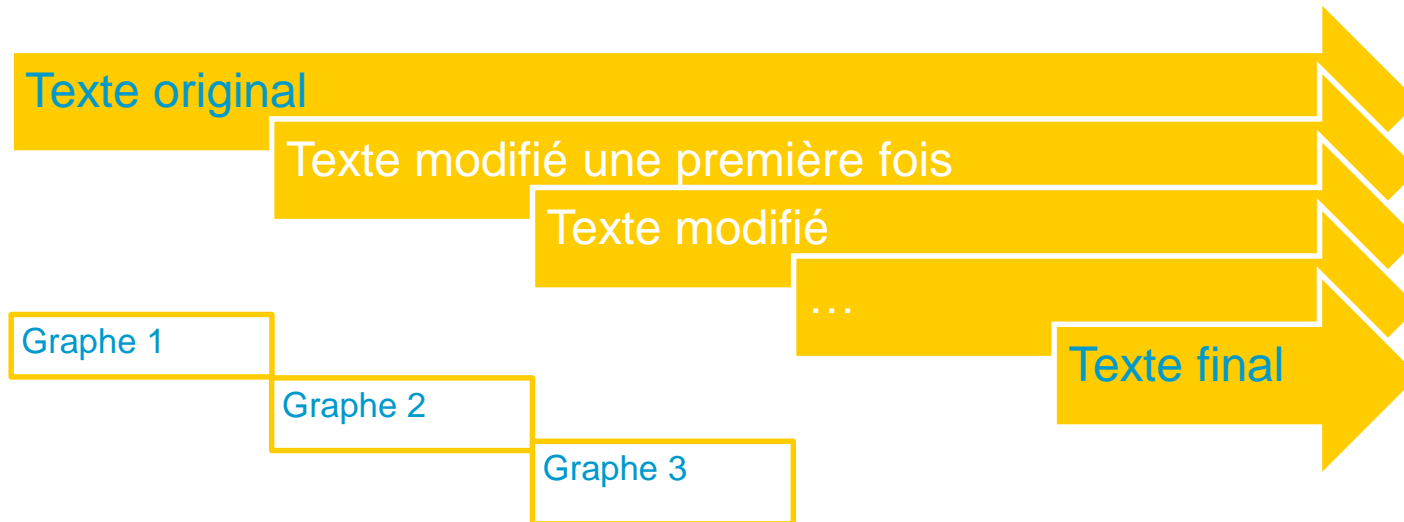 Texte original
Texte modifié une première fois
Texte modifié
…
Texte final
Graphe 1
Graphe 2
Graphe 3